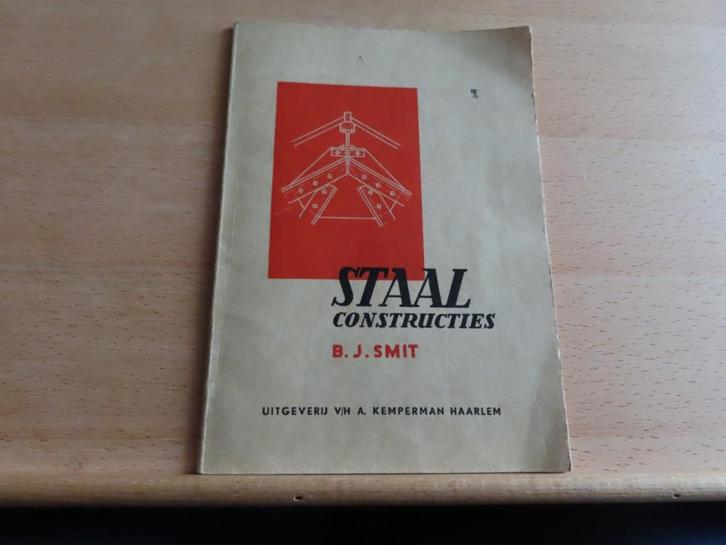 STAAL
CONSTRUCTIES
B. J. SMIT
UITGEVERIJ V/H A. KEMPERMAN HAARLEM